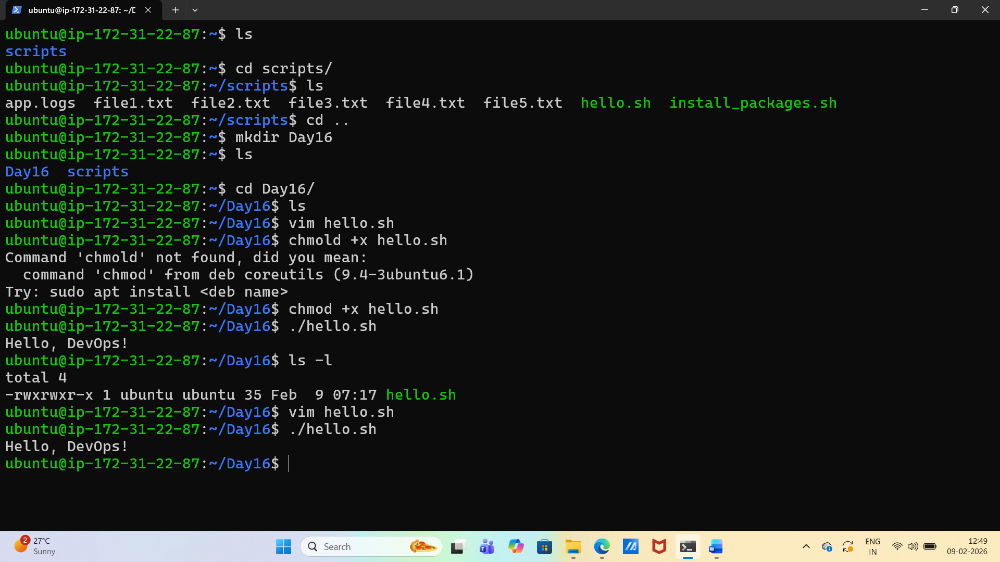 ubuntu@ip-172-31-22-87: ~/D
ubuntu@ip-172-31-22-87:~$ ls
scripts
ubuntu@ip-172-31-22-87:~$ cd scripts/
ubuntu@ip-172-31-22-87:~/scripts$ ls
app.logs  file1.txt  file2.txt  file3.txt  file4.txt  file5.txt  hello.sh  install_packages.sh
ubuntu@ip-172-31-22-87:~/scripts$ cd ..
ubuntu@ip-172-31-22-87:~$ mkdir Day16
ubuntu@ip-172-31-22-87:~$ ls
Day16  scripts
ubuntu@ip-172-31-22-87:~$ cd Day16/
ubuntu@ip-172-31-22-87:~/Day16$ ls
ubuntu@ip-172-31-22-87:~/Day16$ vim hello.sh
ubuntu@ip-172-31-22-87:~/Day16$ chmold +x hello.sh
Command 'chmold' not found, did you mean:
  command 'chmod' from deb coreutils (9.4-3ubuntu6.1)
Try: sudo apt install <deb name>
ubuntu@ip-172-31-22-87:~/Day16$ chmod +x hello.sh
ubuntu@ip-172-31-22-87:~/Day16$ ./hello.sh
Hello, DevOps!
ubuntu@ip-172-31-22-87:~/Day16$ ls -l
total 4
-rwxrwxr-x 1 ubuntu ubuntu 35 Feb  9 07:17 hello.sh
ubuntu@ip-172-31-22-87:~/Day16$ vim hello.sh
ubuntu@ip-172-31-22-87:~/Day16$ ./hello.sh
Hello, DevOps!
ubuntu@ip-172-31-22-87:~/Day16$
2
27°C
Sunny
Search
ENG
IN
12:49
09-02-2026